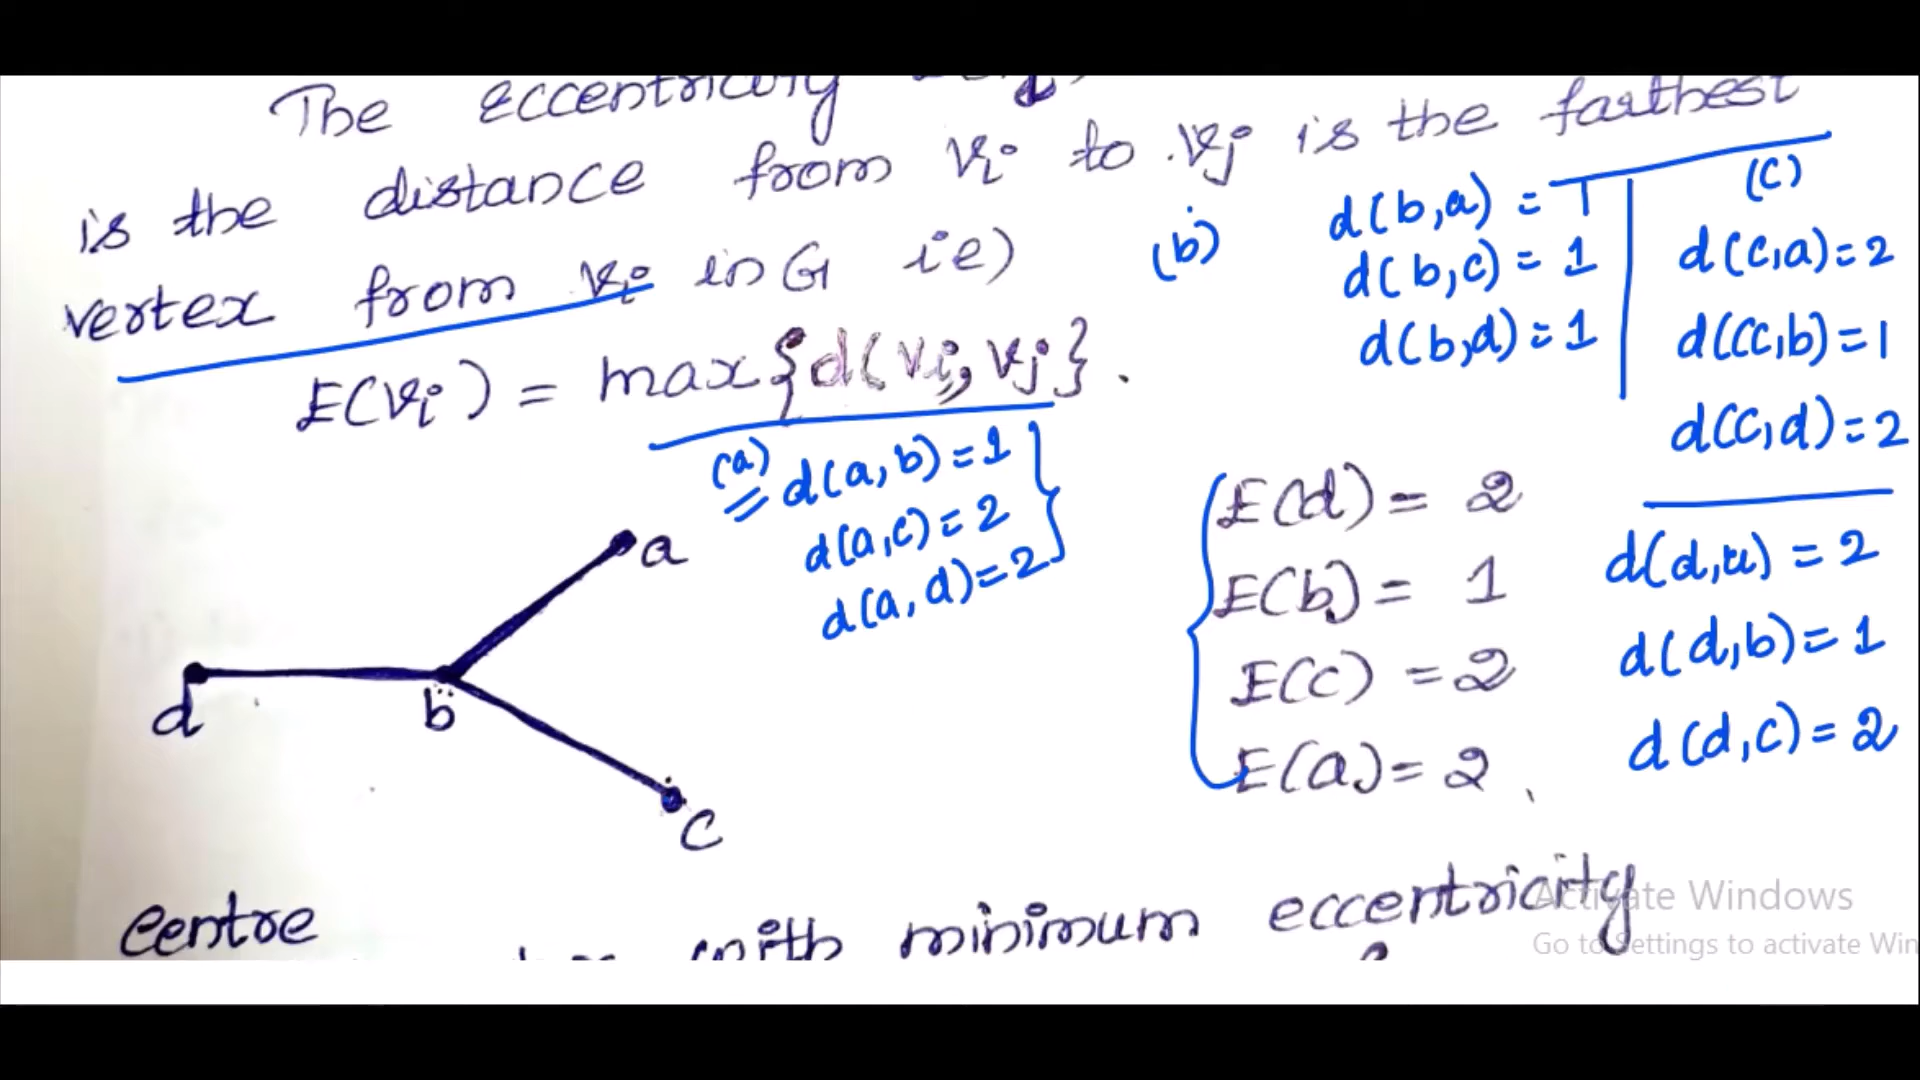 The eccentricity
is the distance from vi to vj is the farthest
vertex from vi in G ie)
E(vi) = max{d(vi, vj}.
(a) d(a,b)=1
d(a,c)=2
d(a,d)=2
(b) d(b,a) = 1
d(b,c) = 1
d(b,d) = 1
(c)
d(c,a)=2
d(c,b)=1
d(c,d)=2
d(d,a) = 2
d(d,b)=1
d(d,c)=2
E(d) = 2
E(b) = 1
E(c) = 2
E(a) = 2
a
d
b
c
Centre
with minimum eccentricity
Activate Windows
Go to Settings to activate Win